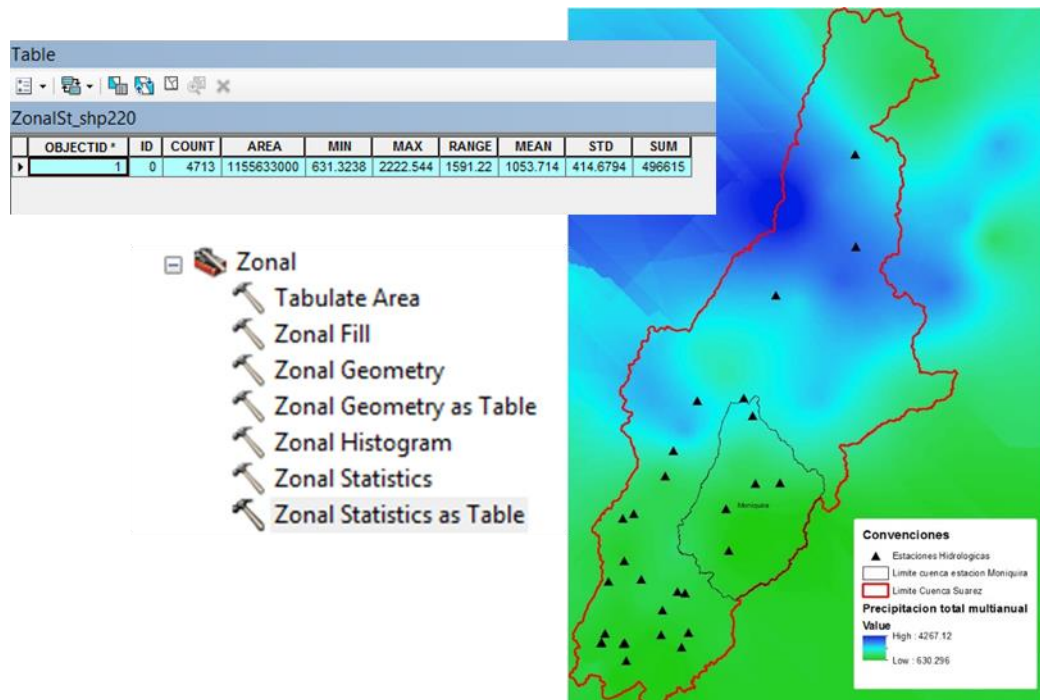 Table
ZonalSt_shp220
OBJECTID * ID COUNT AREA MIN MAX RANGE MEAN STD SUM
1 0 4713 1155633000 631.3238 2222.544 1591.22 1053.714 414.6794 496615
Zonal
Tabulate Area
Zonal Fill
Zonal Geometry
Zonal Geometry as Table
Zonal Histogram
Zonal Statistics
Zonal Statistics as Table
Moniquira
Convenciones
Estaciones Hidrologicas
Limite cuenca estacion Moniquira
Limite Cuenca Suarez
Precipitacion total multianual
Value
High : 4267.12
Low : 630.296